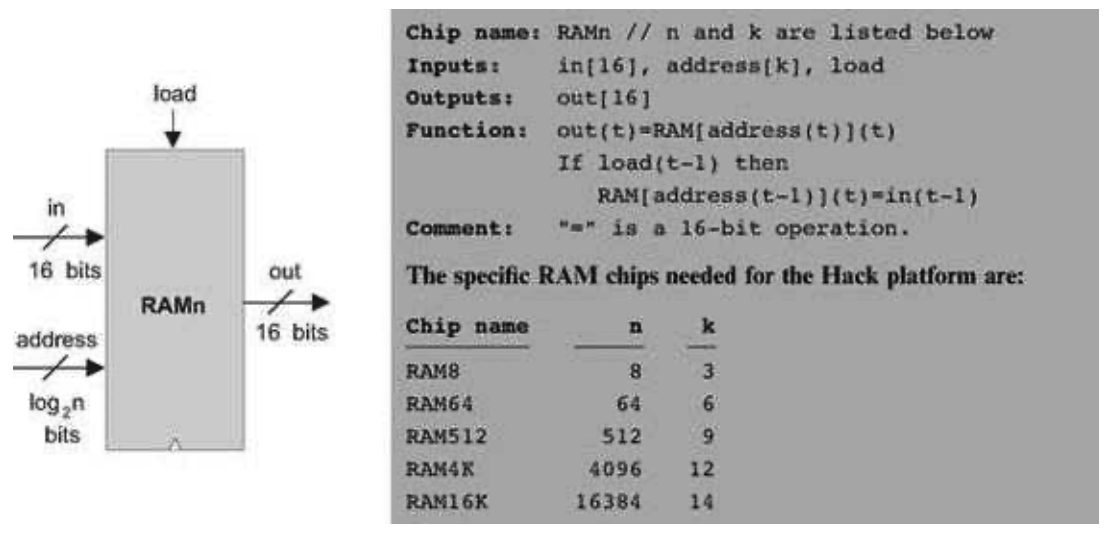 load
in
16 bits
address
log2n
bits
RAMn
out
16 bits
Chip name: RAMn // n and k are listed below
Inputs: in[16], address[k], load
Outputs: out[16]
Function: out(t)=RAM[address(t)](t)
If load(t-1) then
RAM[address(t-1)](t)=in(t-1)
Comment: "=" is a 16-bit operation.
The specific RAM chips needed for the Hack platform are:
Chip name n k
RAM8 8 3
RAM64 64 6
RAM512 512 9
RAM4K 4096 12
RAM16K 16384 14